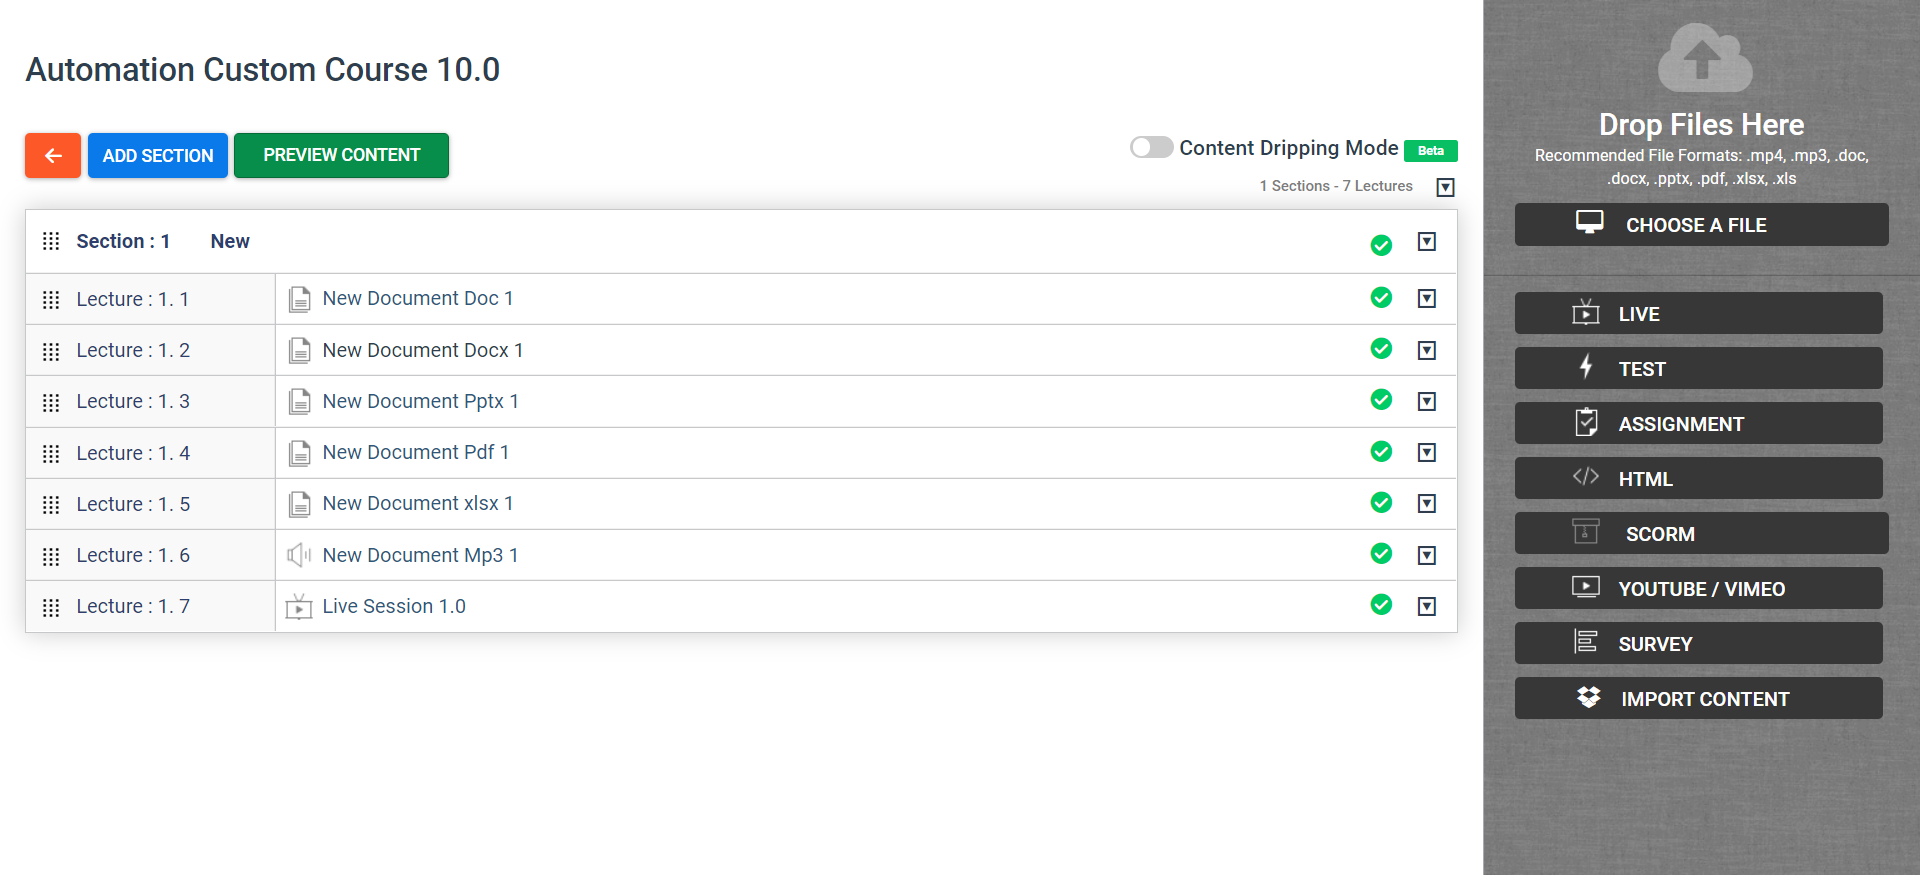 Automation Custom Course 10.0
ADD SECTION
PREVIEW CONTENT
Content Dripping Mode Beta
1 Sections - 7 Lectures
Section : 1 New
Lecture : 1. 1 New Document Doc 1
Lecture : 1. 2 New Document Docx 1
Lecture : 1. 3 New Document Pptx 1
Lecture : 1. 4 New Document Pdf 1
Lecture : 1. 5 New Document xlsx 1
Lecture : 1. 6 New Document Mp3 1
Lecture : 1. 7 Live Session 1.0
Drop Files Here
Recommended File Formats: .mp4, .mp3, .doc,
.docx, .pptx, .pdf, .xlsx, .xls
CHOOSE A FILE
LIVE
TEST
ASSIGNMENT
HTML
SCORM
YOUTUBE / VIMEO
SURVEY
IMPORT CONTENT